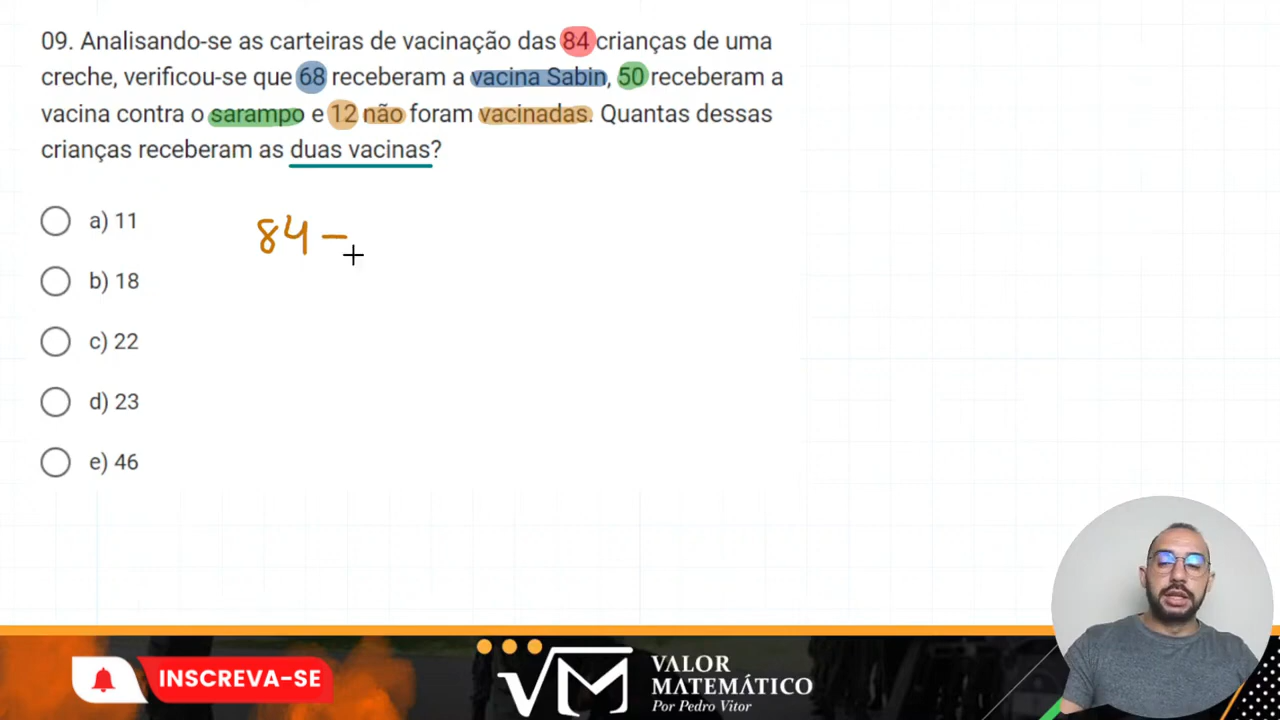 09. Analisando-se as carteiras de vacinação das 84 crianças de uma
creche, verificou-se que 68 receberam a vacina Sabin, 50 receberam a
vacina contra o sarampo e 12 não foram vacinadas. Quantas dessas
crianças receberam as duas vacinas?
a) 11
84 -
b) 18
c) 22
d) 23
e) 46
INSCREVA-SE
VM
VALOR
MATEMÁTICO
Por Pedro Vitor